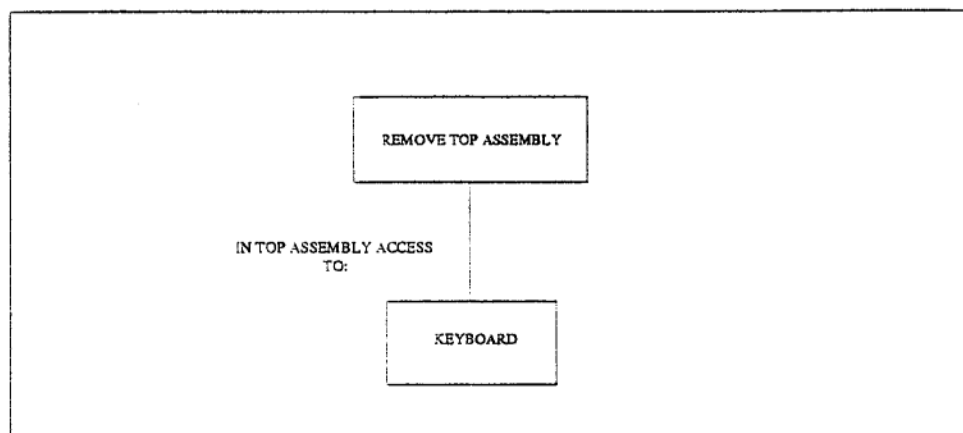 REMOVE TOP ASSEMBLY
IN TOP ASSEMBLY ACCESS
TO:
KEYBOARD